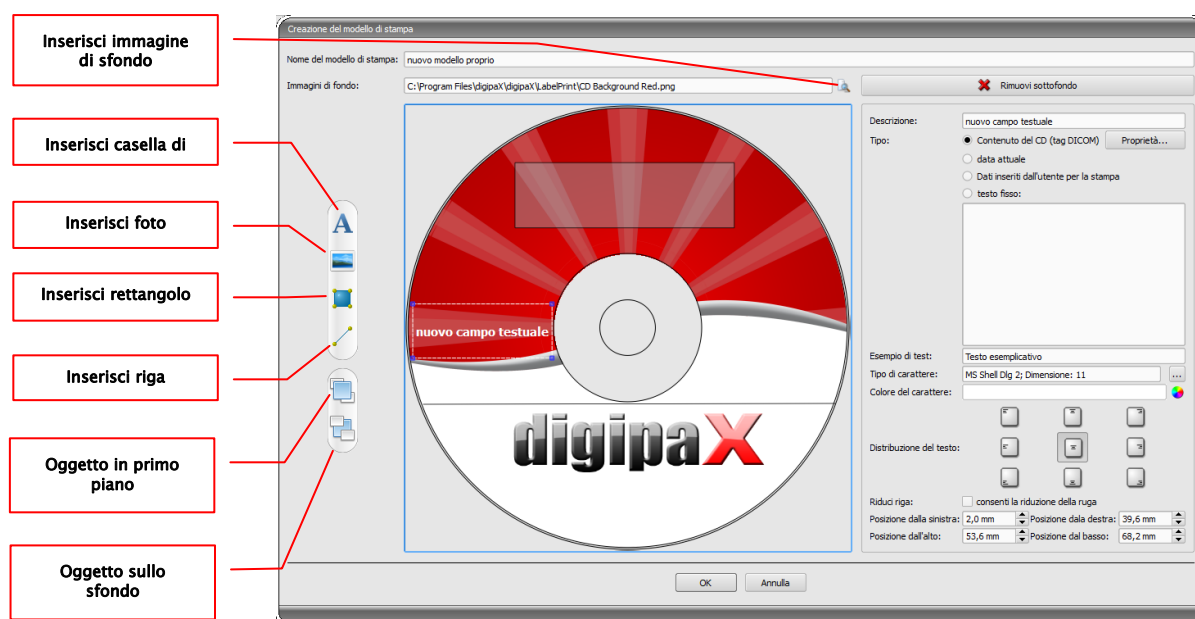 Inserisci immagine
di sfondo
Inserisci casella di
Inserisci foto
Inserisci rettangolo
Inserisci riga
Oggetto in primo
piano
Oggetto sullo
sfondo
Creazione del modello di stampa
Nome del modello di stampa: nuovo modello proprio
Immagini di fondo: C:\Program Files\digipaX\digipaX\LabelPrint\CD Background Red.png
Rimuovi sottofondo
A
nuovo campo testuale
digipaX
Descrizione: nuovo campo testuale
Tipo: Contenuto del CD (tag DICOM) Proprietà...
data attuale
Dati inseriti dall'utente per la stampa
testo fisso:
Esempio di test: Testo esemplicativo
Tipo di carattere: MS Shell Dlg 2; Dimensione: 11 ...
Colore del carattere:
Distribuzione del testo:
Riduci riga: consenti la riduzione della ruga
Posizione dalla sinistra: 2,0 mm Posizione dala destra: 39,6 mm
Posizione dall'alto: 53,6 mm Posizione dal basso: 68,2 mm
OK Annulla